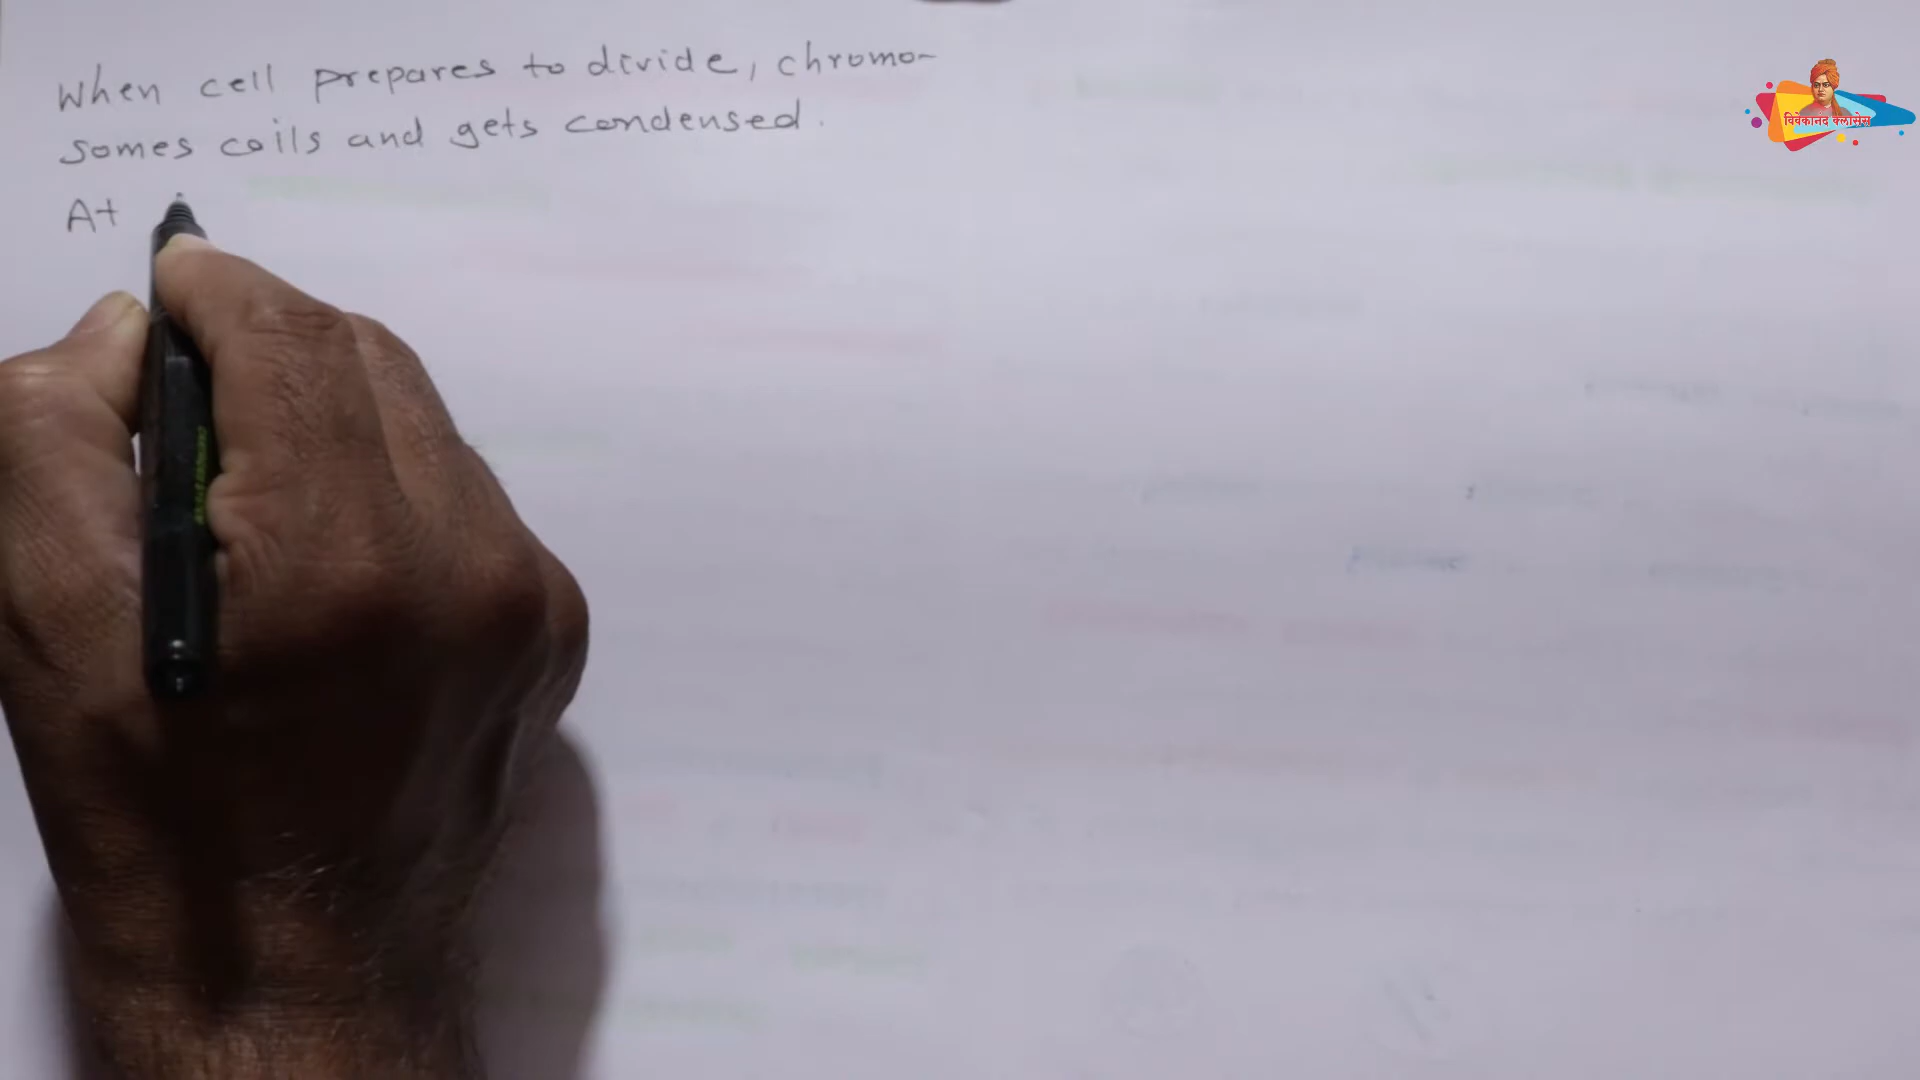 When cell prepares to divide, chromo-
somes coils and gets condensed.
At
विवेकानंद क्लासेस